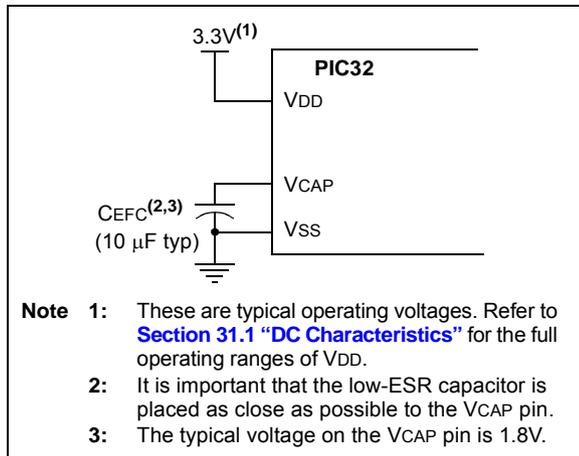 3.3V(1)
PIC32
VDD
VCAP
CEFC(2,3)
(10 μF typ)
VSS
Note 1: These are typical operating voltages. Refer to
Section 31.1 “DC Characteristics” for the full
operating ranges of VDD.
2: It is important that the low-ESR capacitor is
placed as close as possible to the VCAP pin.
3: The typical voltage on the VCAP pin is 1.8V.